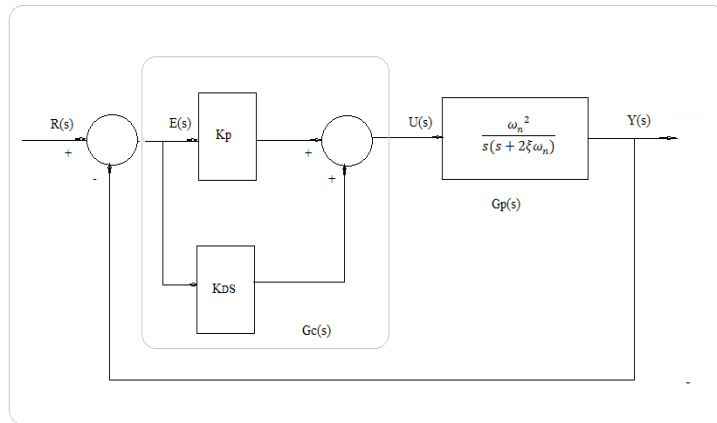 R(s)
+
-
E(s)
Kp
+
+
KDS
Gc(s)
U(s)
ωn²
s(s + 2ξωn)
Gp(s)
Y(s)
-